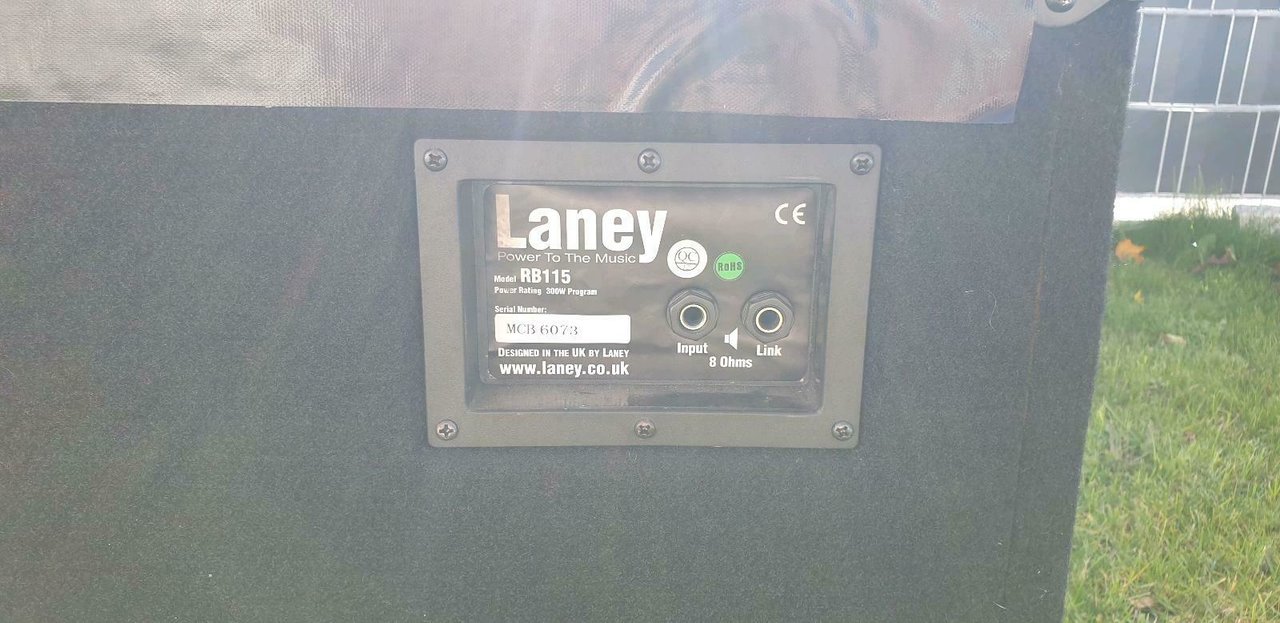 Laney
CE
Power To The Music
QC
RoHS
Model RB115
Power Rating 300W Program
Serial Number:
MCB 6073
Input
Link
8 Ohms
DESIGNED IN THE UK BY LANEY
www.laney.co.uk